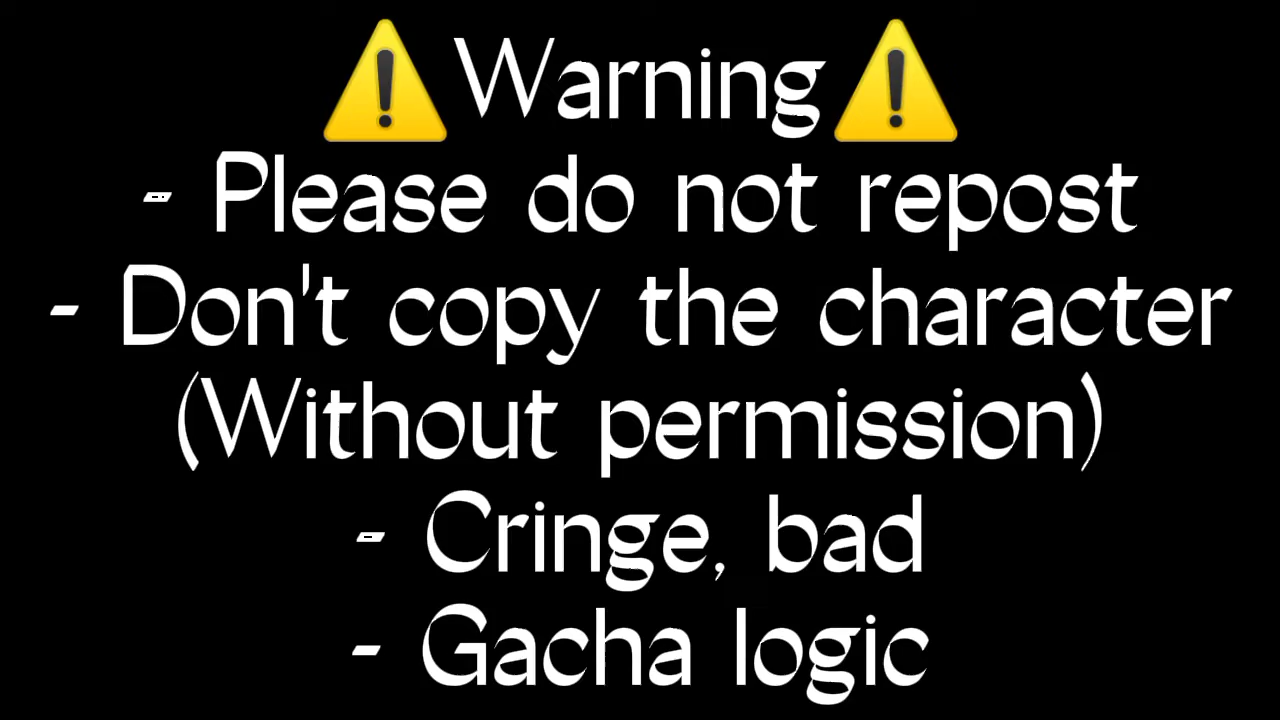 ⚠️Warning⚠️
- Please do not repost
- Don't copy the character
(Without permission)
- Cringe, bad
- Gacha logic